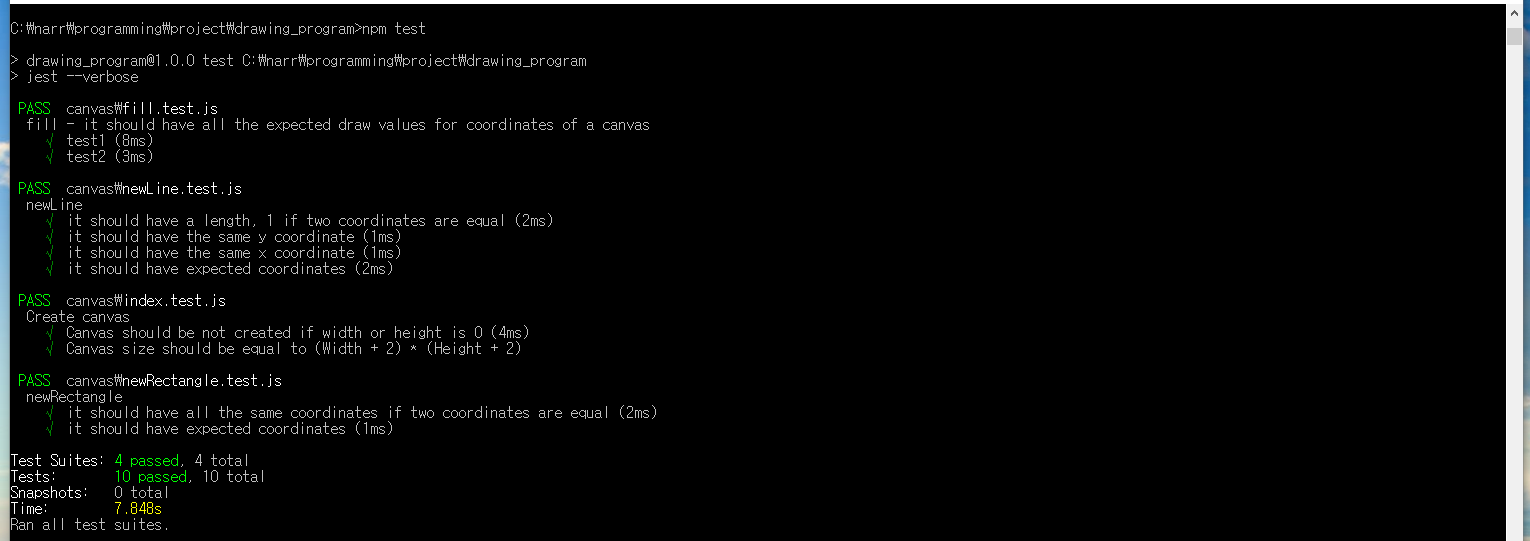 C:₩narr₩programming₩project₩drawing_program>npm test
> drawing_program@1.0.0 test C:₩narr₩programming₩project₩drawing_program
> jest --verbose
PASS canvas₩fill.test.js
fill - it should have all the expected draw values for coordinates of a canvas
√ test1 (8ms)
√ test2 (3ms)
PASS canvas₩newLine.test.js
newLine
√ it should have a length, 1 if two coordinates are equal (2ms)
√ it should have the same y coordinate (1ms)
√ it should have the same x coordinate (1ms)
√ it should have expected coordinates (2ms)
PASS canvas₩index.test.js
Create canvas
√ Canvas should be not created if width or height is 0 (4ms)
√ Canvas size should be equal to (Width + 2) * (Height + 2)
PASS canvas₩newRectangle.test.js
newRectangle
√ it should have all the same coordinates if two coordinates are equal (2ms)
√ it should have expected coordinates (1ms)
Test Suites: 4 passed, 4 total
Tests: 10 passed, 10 total
Snapshots: 0 total
Time: 7.848s
Ran all test suites.